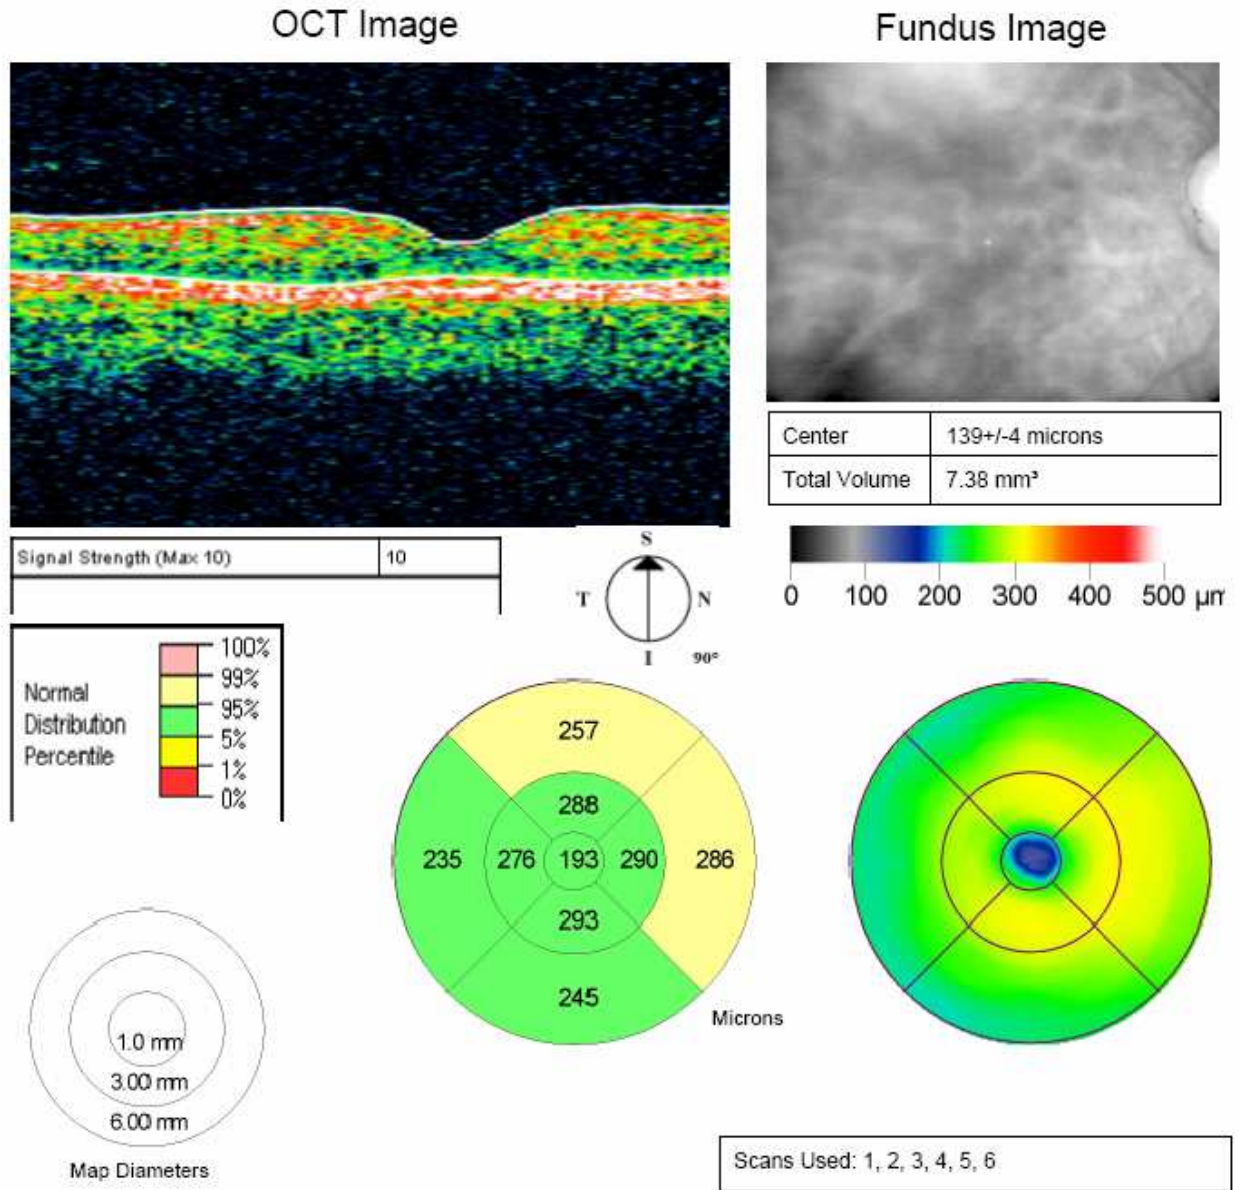 OCT Image
Fundus Image
Center 139+/-4 microns
Total Volume 7.38 mm³
Signal Strength (Max 10) 10
S
T N
I 90°
0 100 200 300 400 500 µm
Normal
Distribution
Percentile
100%
99%
95%
5%
1%
0%
257
288
235 276 193 290 286
293
245
Microns
1.0 mm
3.00 mm
6.00 mm
Map Diameters
Scans Used: 1, 2, 3, 4, 5, 6